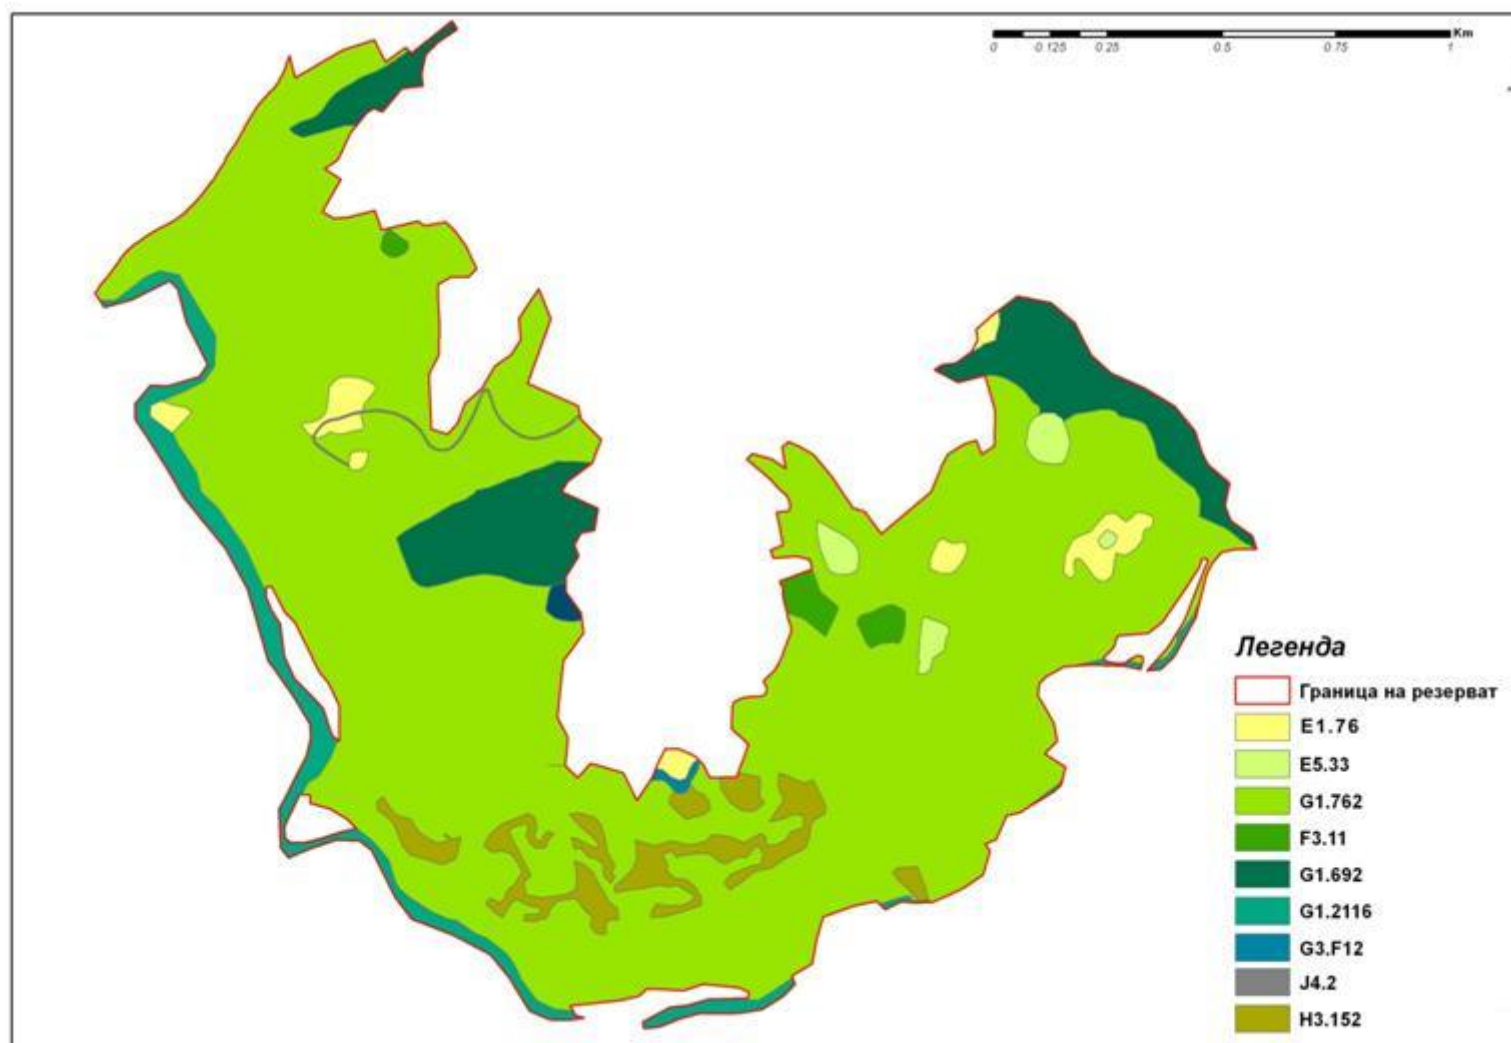 Km
0 0.125 0.25 0.5 0.75 1
Легенда
Граница на резерват
E1.76
E5.33
G1.762
F3.11
G1.692
G1.2116
G3.F12
J4.2
H3.152